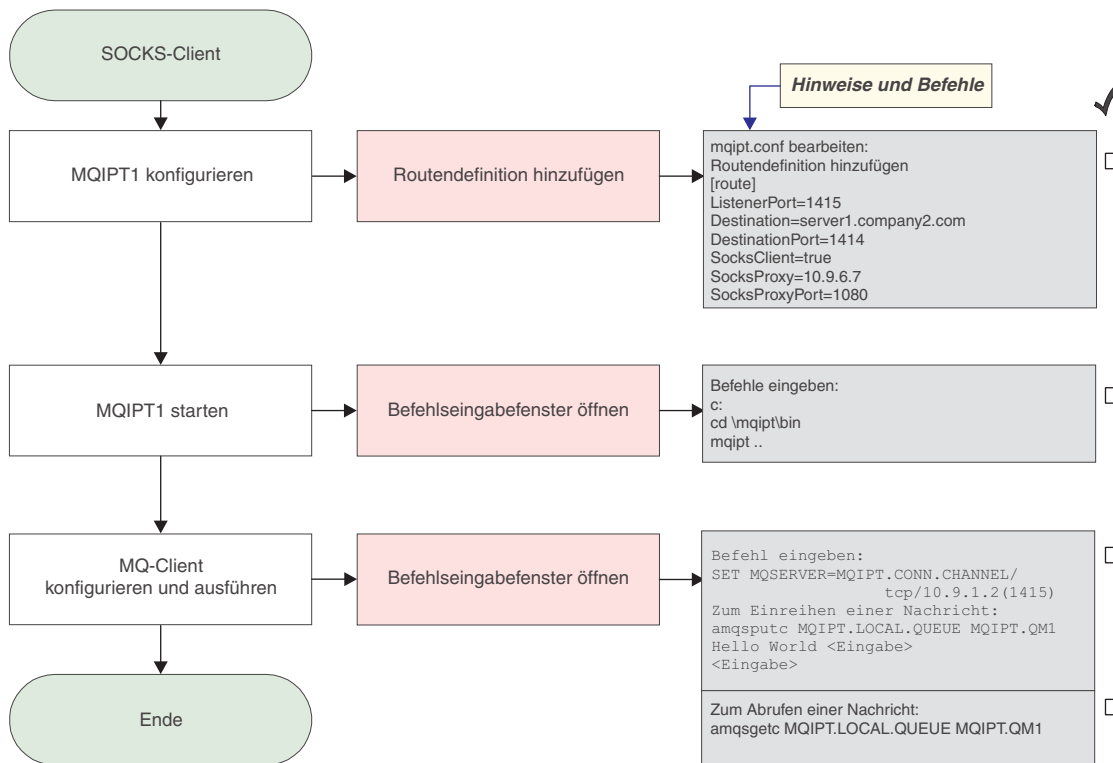 SOCKS-Client
Hinweise und Befehle
MQIPT1 konfigurieren
Routendefinition hinzufügen
mqipt.conf bearbeiten:
Routendefinition hinzufügen
[route]
ListenerPort=1415
Destination=server1.company2.com
DestinationPort=1414
SocksClient=true
SocksProxy=10.9.6.7
SocksProxyPort=1080
MQIPT1 starten
Befehlseingabefenster öffnen
Befehle eingeben:
c:
cd \mqipt\bin
mqipt ..
MQ-Client
konfigurieren und ausführen
Befehlseingabefenster öffnen
Befehl eingeben:
SET MQSERVER=MQIPT.CONN.CHANNEL/
tcp/10.9.1.2(1415)
Zum Einreihen einer Nachricht:
amqsputc MQIPT.LOCAL.QUEUE MQIPT.QM1
Hello World <Eingabe>
<Eingabe>
Ende
Zum Abrufen einer Nachricht:
amqsgetc MQIPT.LOCAL.QUEUE MQIPT.QM1